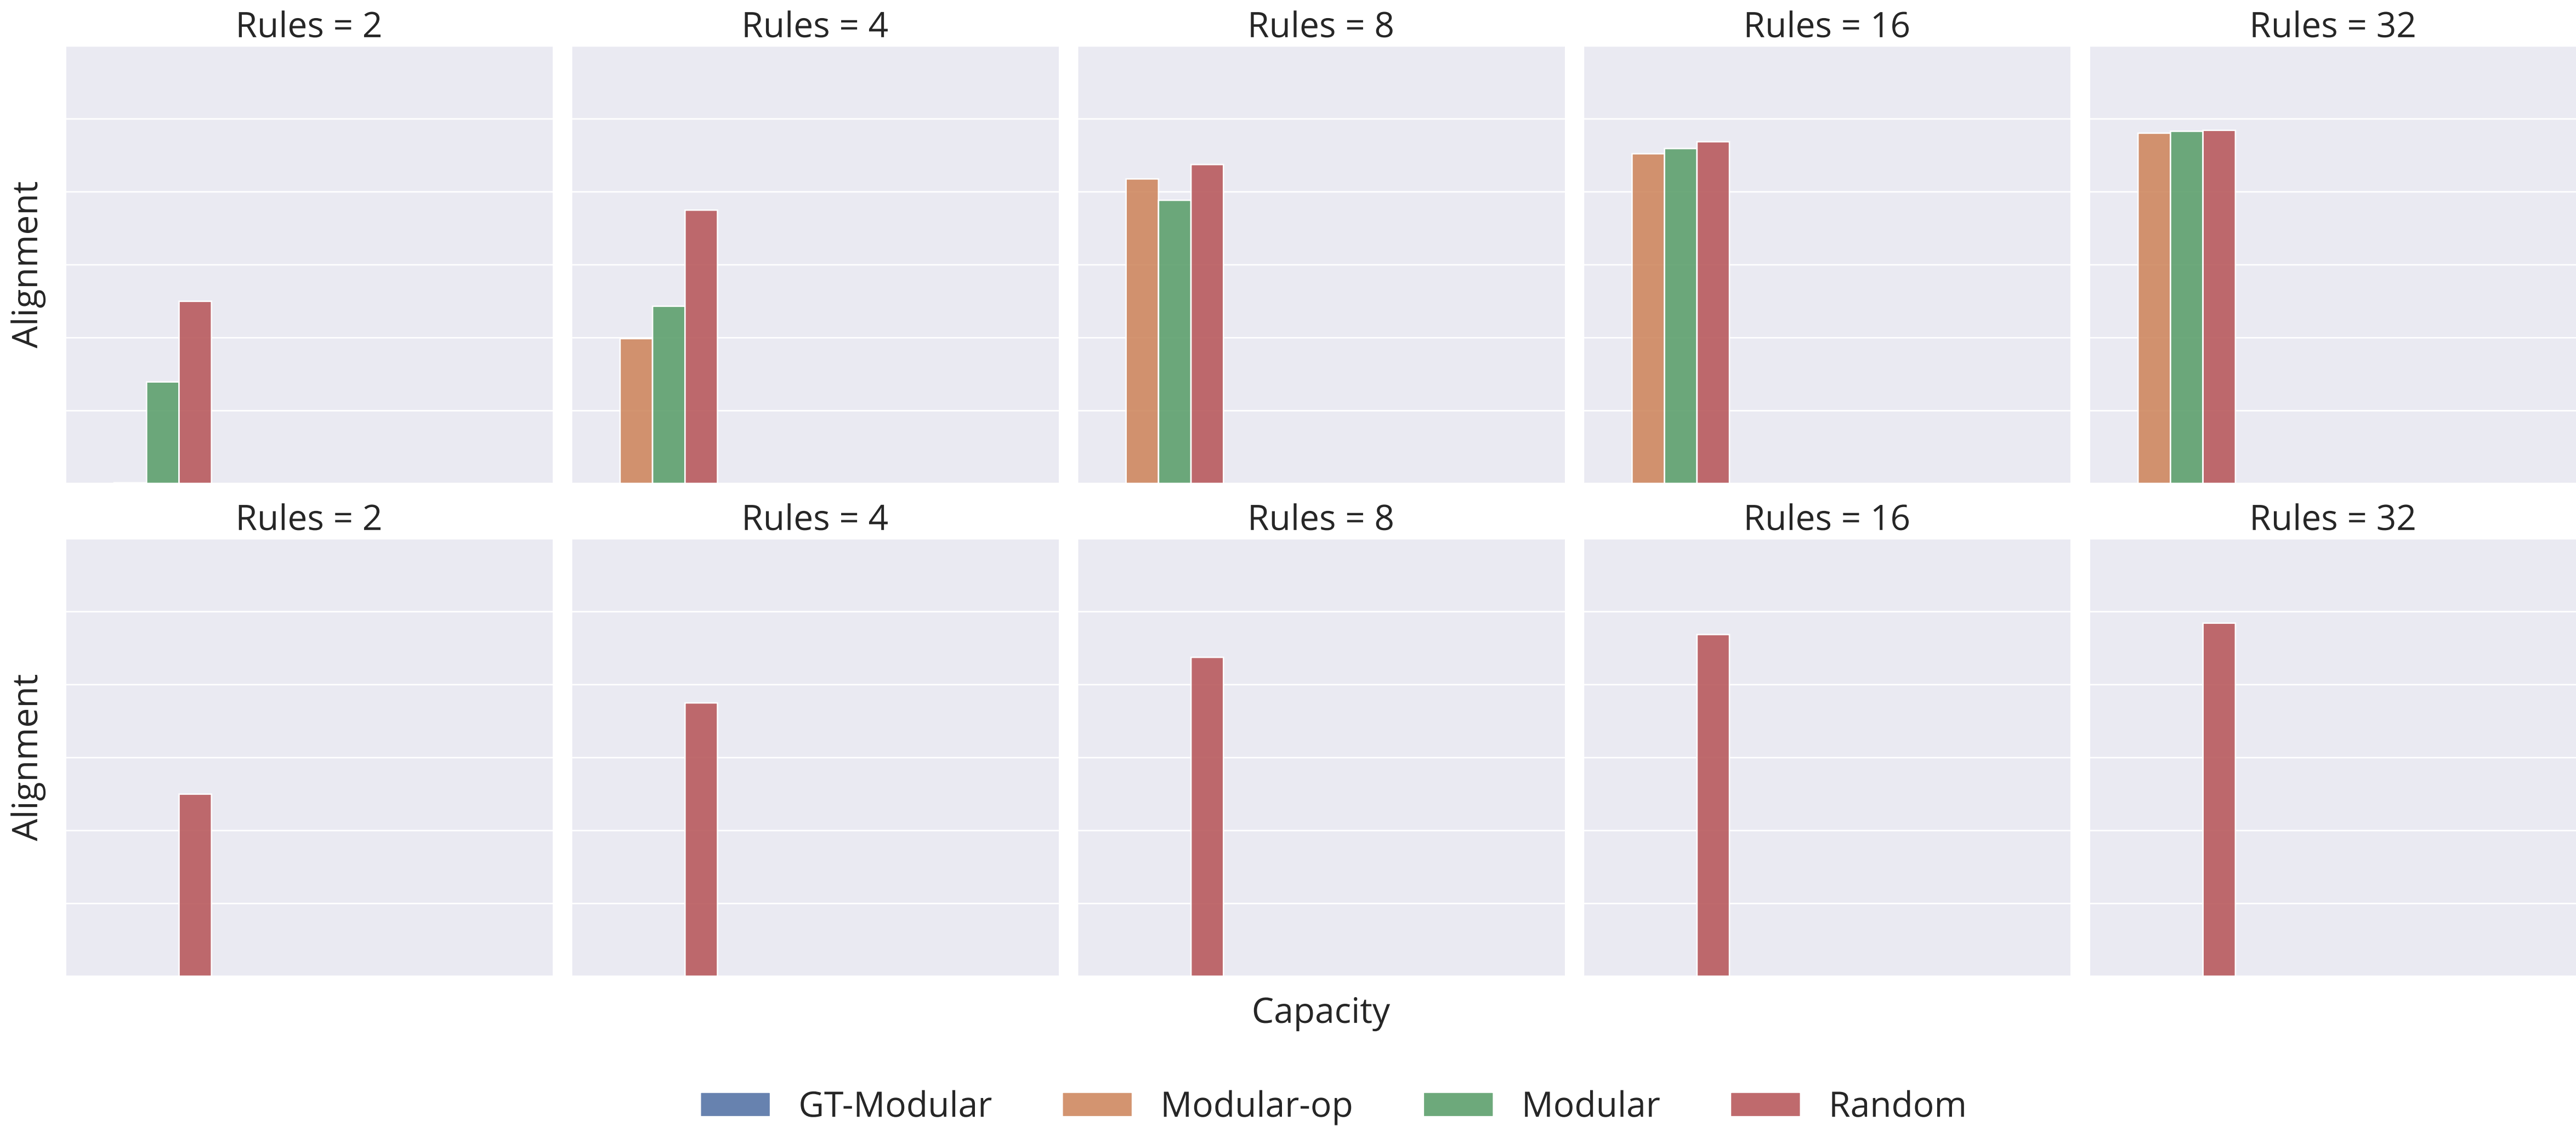 Rules = 2 Rules = 4 Rules = 8 Rules = 16 Rules = 32
Alignment
Rules = 2 Rules = 4 Rules = 8 Rules = 16 Rules = 32
Alignment
Capacity
GT-Modular Modular-op Modular Random